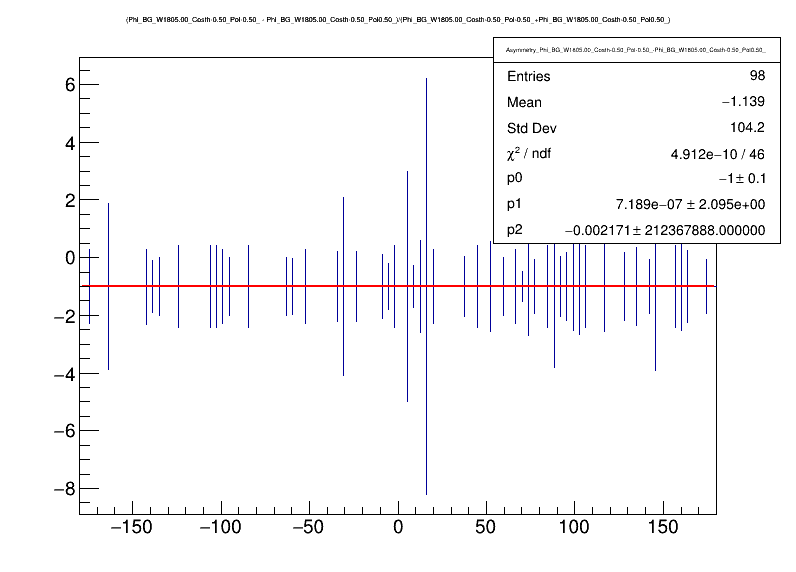 (Phi_BG_W1805.00_Costh-0.50_Pol-0.50_ - Phi_BG_W1805.00_Costh-0.50_Pol0.50_)/(Phi_BG_W1805.00_Costh-0.50_Pol-0.50_+Phi_BG_W1805.00_Costh-0.50_Pol0.50_)
Asymmetry_Phi_BG_W1805.00_Costh-0.50_Pol-0.50_-Phi_BG_W1805.00_Costh-0.50_Pol0.50_
Entries 98
Mean −1.139
Std Dev 104.2
χ² / ndf 4.912e−10 / 46
p0 −1 ± 0.1
p1 7.189e−07 ± 2.095e+00
p2 −0.002171 ± 212367888.000000
6
4
2
0
−2
−4
−6
−8
−150 −100 −50 0 50 100 150